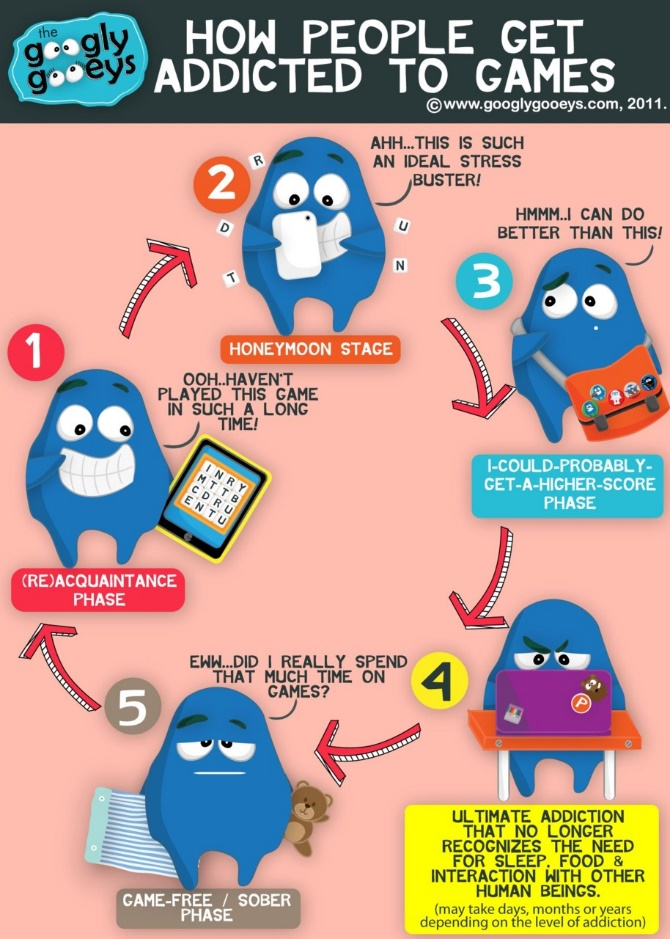 the
googly
gooeys
HOW PEOPLE GET
ADDICTED TO GAMES
©www.googlygooeys.com, 2011.
1
OOH..HAVEN'T
PLAYED THIS GAME
IN SUCH A LONG
TIME!
I N R Y
M T T B
C D R U
E N T U
(RE)ACQUAINTANCE
PHASE
2
AHH...THIS IS SUCH
AN IDEAL STRESS
BUSTER!
R
D
T
U
N
HONEYMOON STAGE
3
HMMM..I CAN DO
BETTER THAN THIS!
I-COULD-PROBABLY-
GET-A-HIGHER-SCORE
PHASE
4
P
ULTIMATE ADDICTION
THAT NO LONGER
RECOGNIZES THE NEED
FOR SLEEP, FOOD &
INTERACTION WITH OTHER
HUMAN BEINGS.
(may take days, months or years
depending on the level of addiction)
5
EWW...DID I REALLY SPEND
THAT MUCH TIME ON
GAMES?
GAME-FREE / SOBER
PHASE